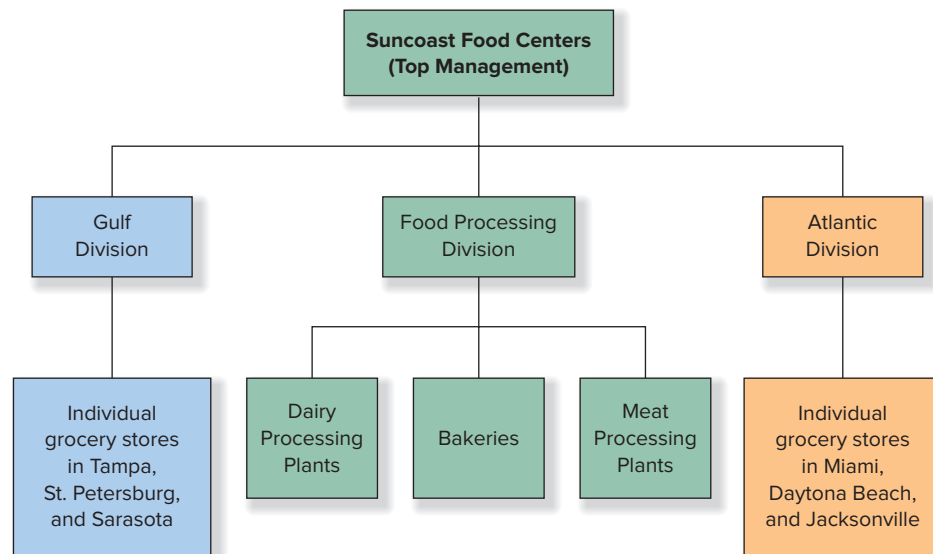 Suncoast Food Centers
(Top Management)
Gulf
Division
Food Processing
Division
Atlantic
Division
Individual
grocery stores
in Tampa,
St. Petersburg,
and Sarasota
Dairy
Processing
Plants
Bakeries
Meat
Processing
Plants
Individual
grocery stores
in Miami,
Daytona Beach,
and Jacksonville